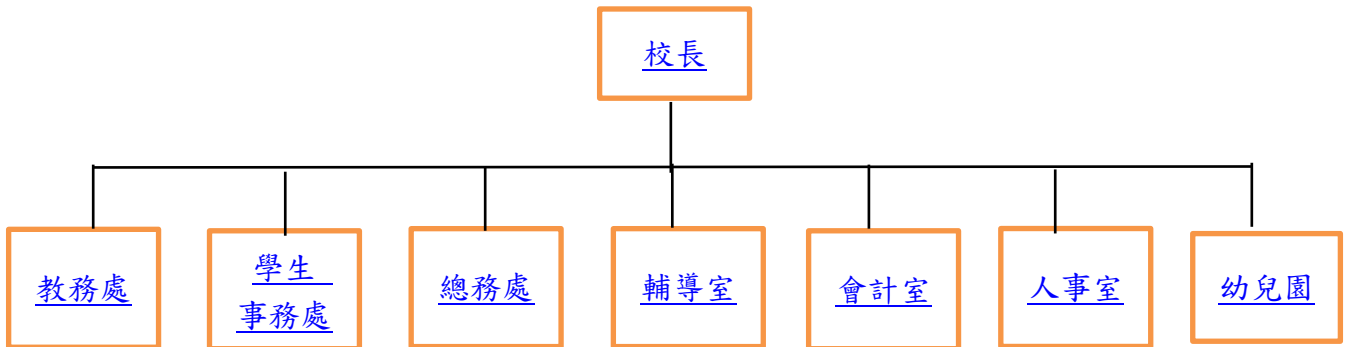 校長
教務處
學生
事務處
總務處
輔導室
會計室
人事室
幼兒園